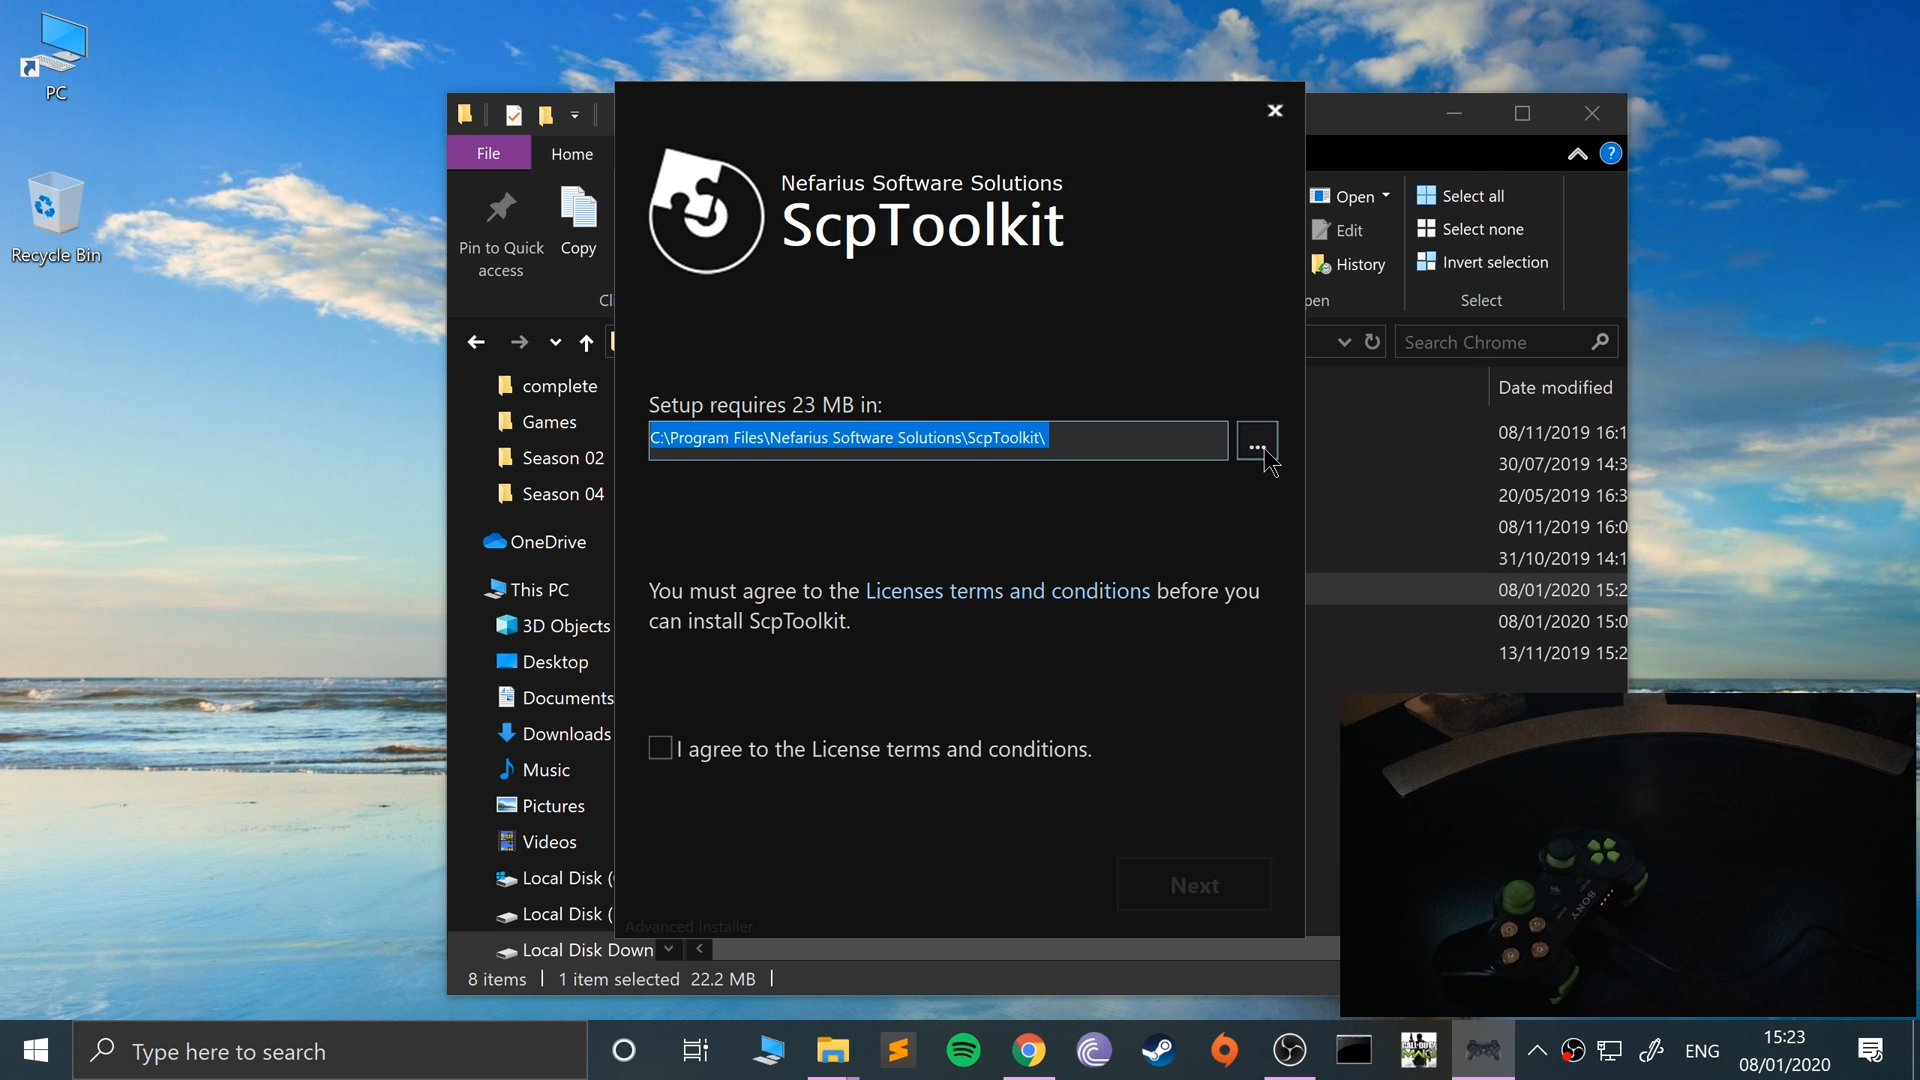 PC
Recycle Bin
File
Home
Pin to Quick
access
Copy
Cl
Open
Edit
History
pen
Select all
Select none
Invert selection
Select
Search Chrome
Date modified
complete
Games
Season 02
Season 04
OneDrive
This PC
3D Objects
Desktop
Documents
Downloads
Music
Pictures
Videos
Local Disk (
Local Disk (
Local Disk Down
08/11/2019 16:1
30/07/2019 14:3
20/05/2019 16:3
08/11/2019 16:0
31/10/2019 14:1
08/01/2020 15:2
08/01/2020 15:0
13/11/2019 15:2
8 items
1 item selected 22.2 MB
Nefarius Software Solutions
ScpToolkit
Setup requires 23 MB in:
C:\Program Files\Nefarius Software Solutions\ScpToolkit\
...
You must agree to the Licenses terms and conditions before you
can install ScpToolkit.
I agree to the License terms and conditions.
Next
Advanced Installer
SONY
Type here to search
ENG
15:23
08/01/2020